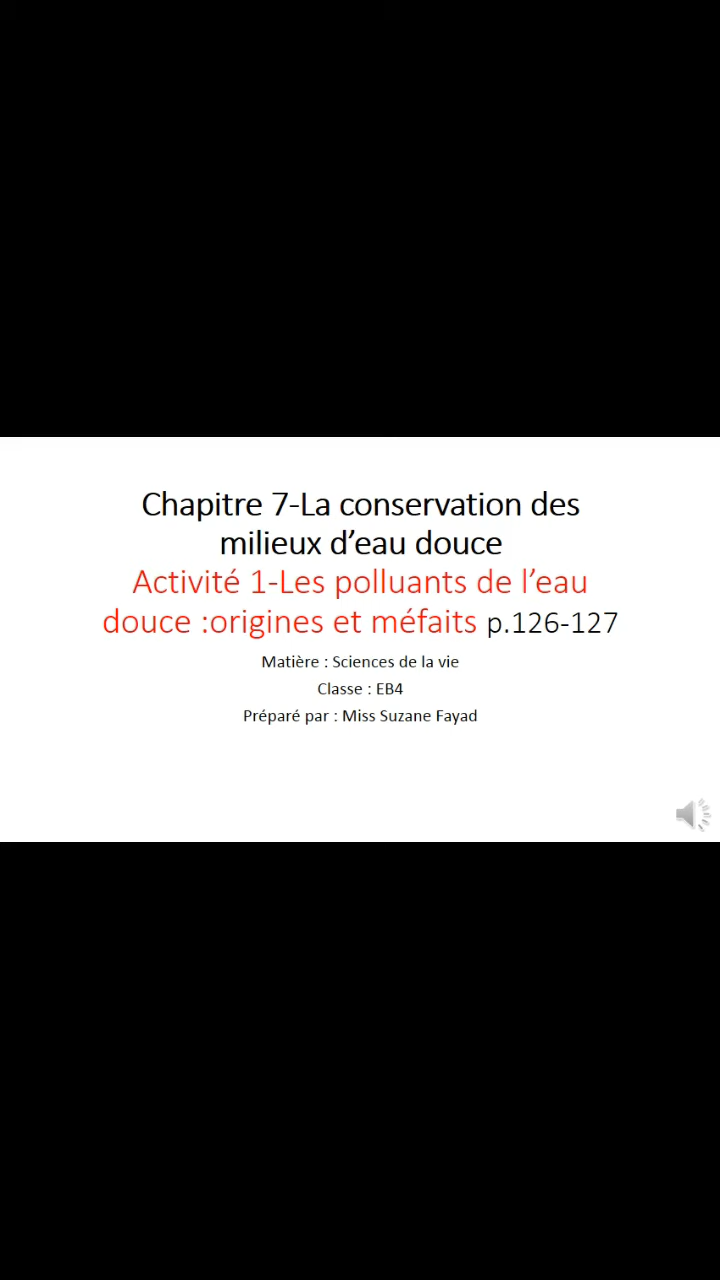 Chapitre 7-La conservation des
milieux d’eau douce
Activité 1-Les polluants de l’eau
douce :origines et méfaits p.126-127
Matière : Sciences de la vie
Classe : EB4
Préparé par : Miss Suzane Fayad